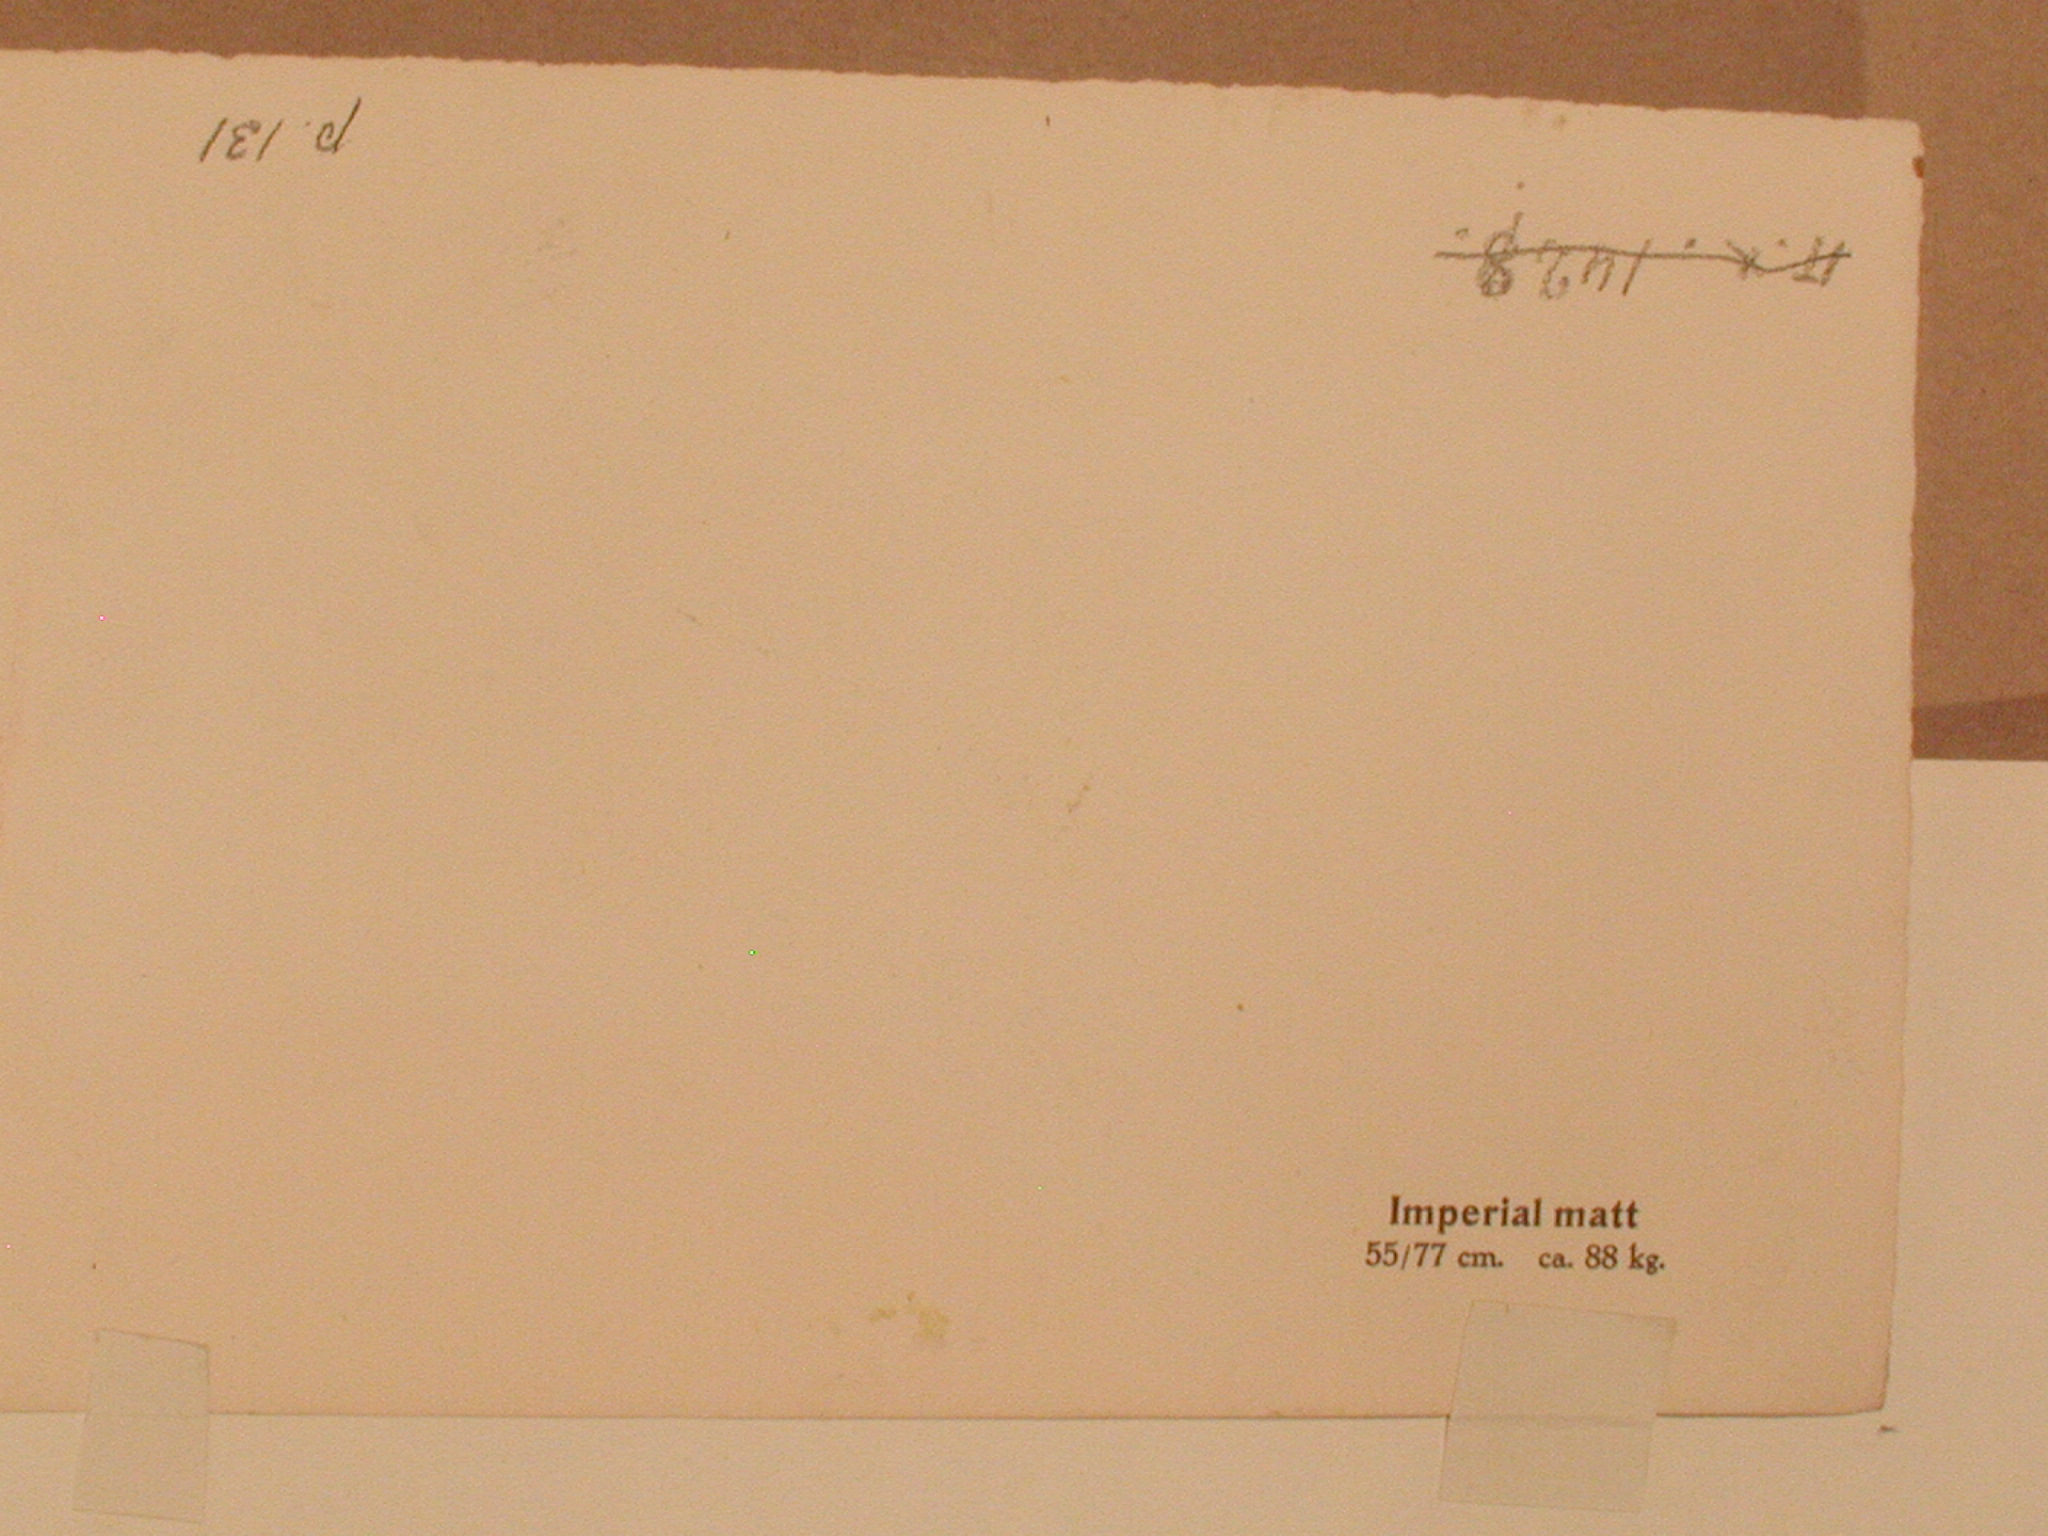 p. 131
Imperial matt
55/77 cm. ca. 88 kg.